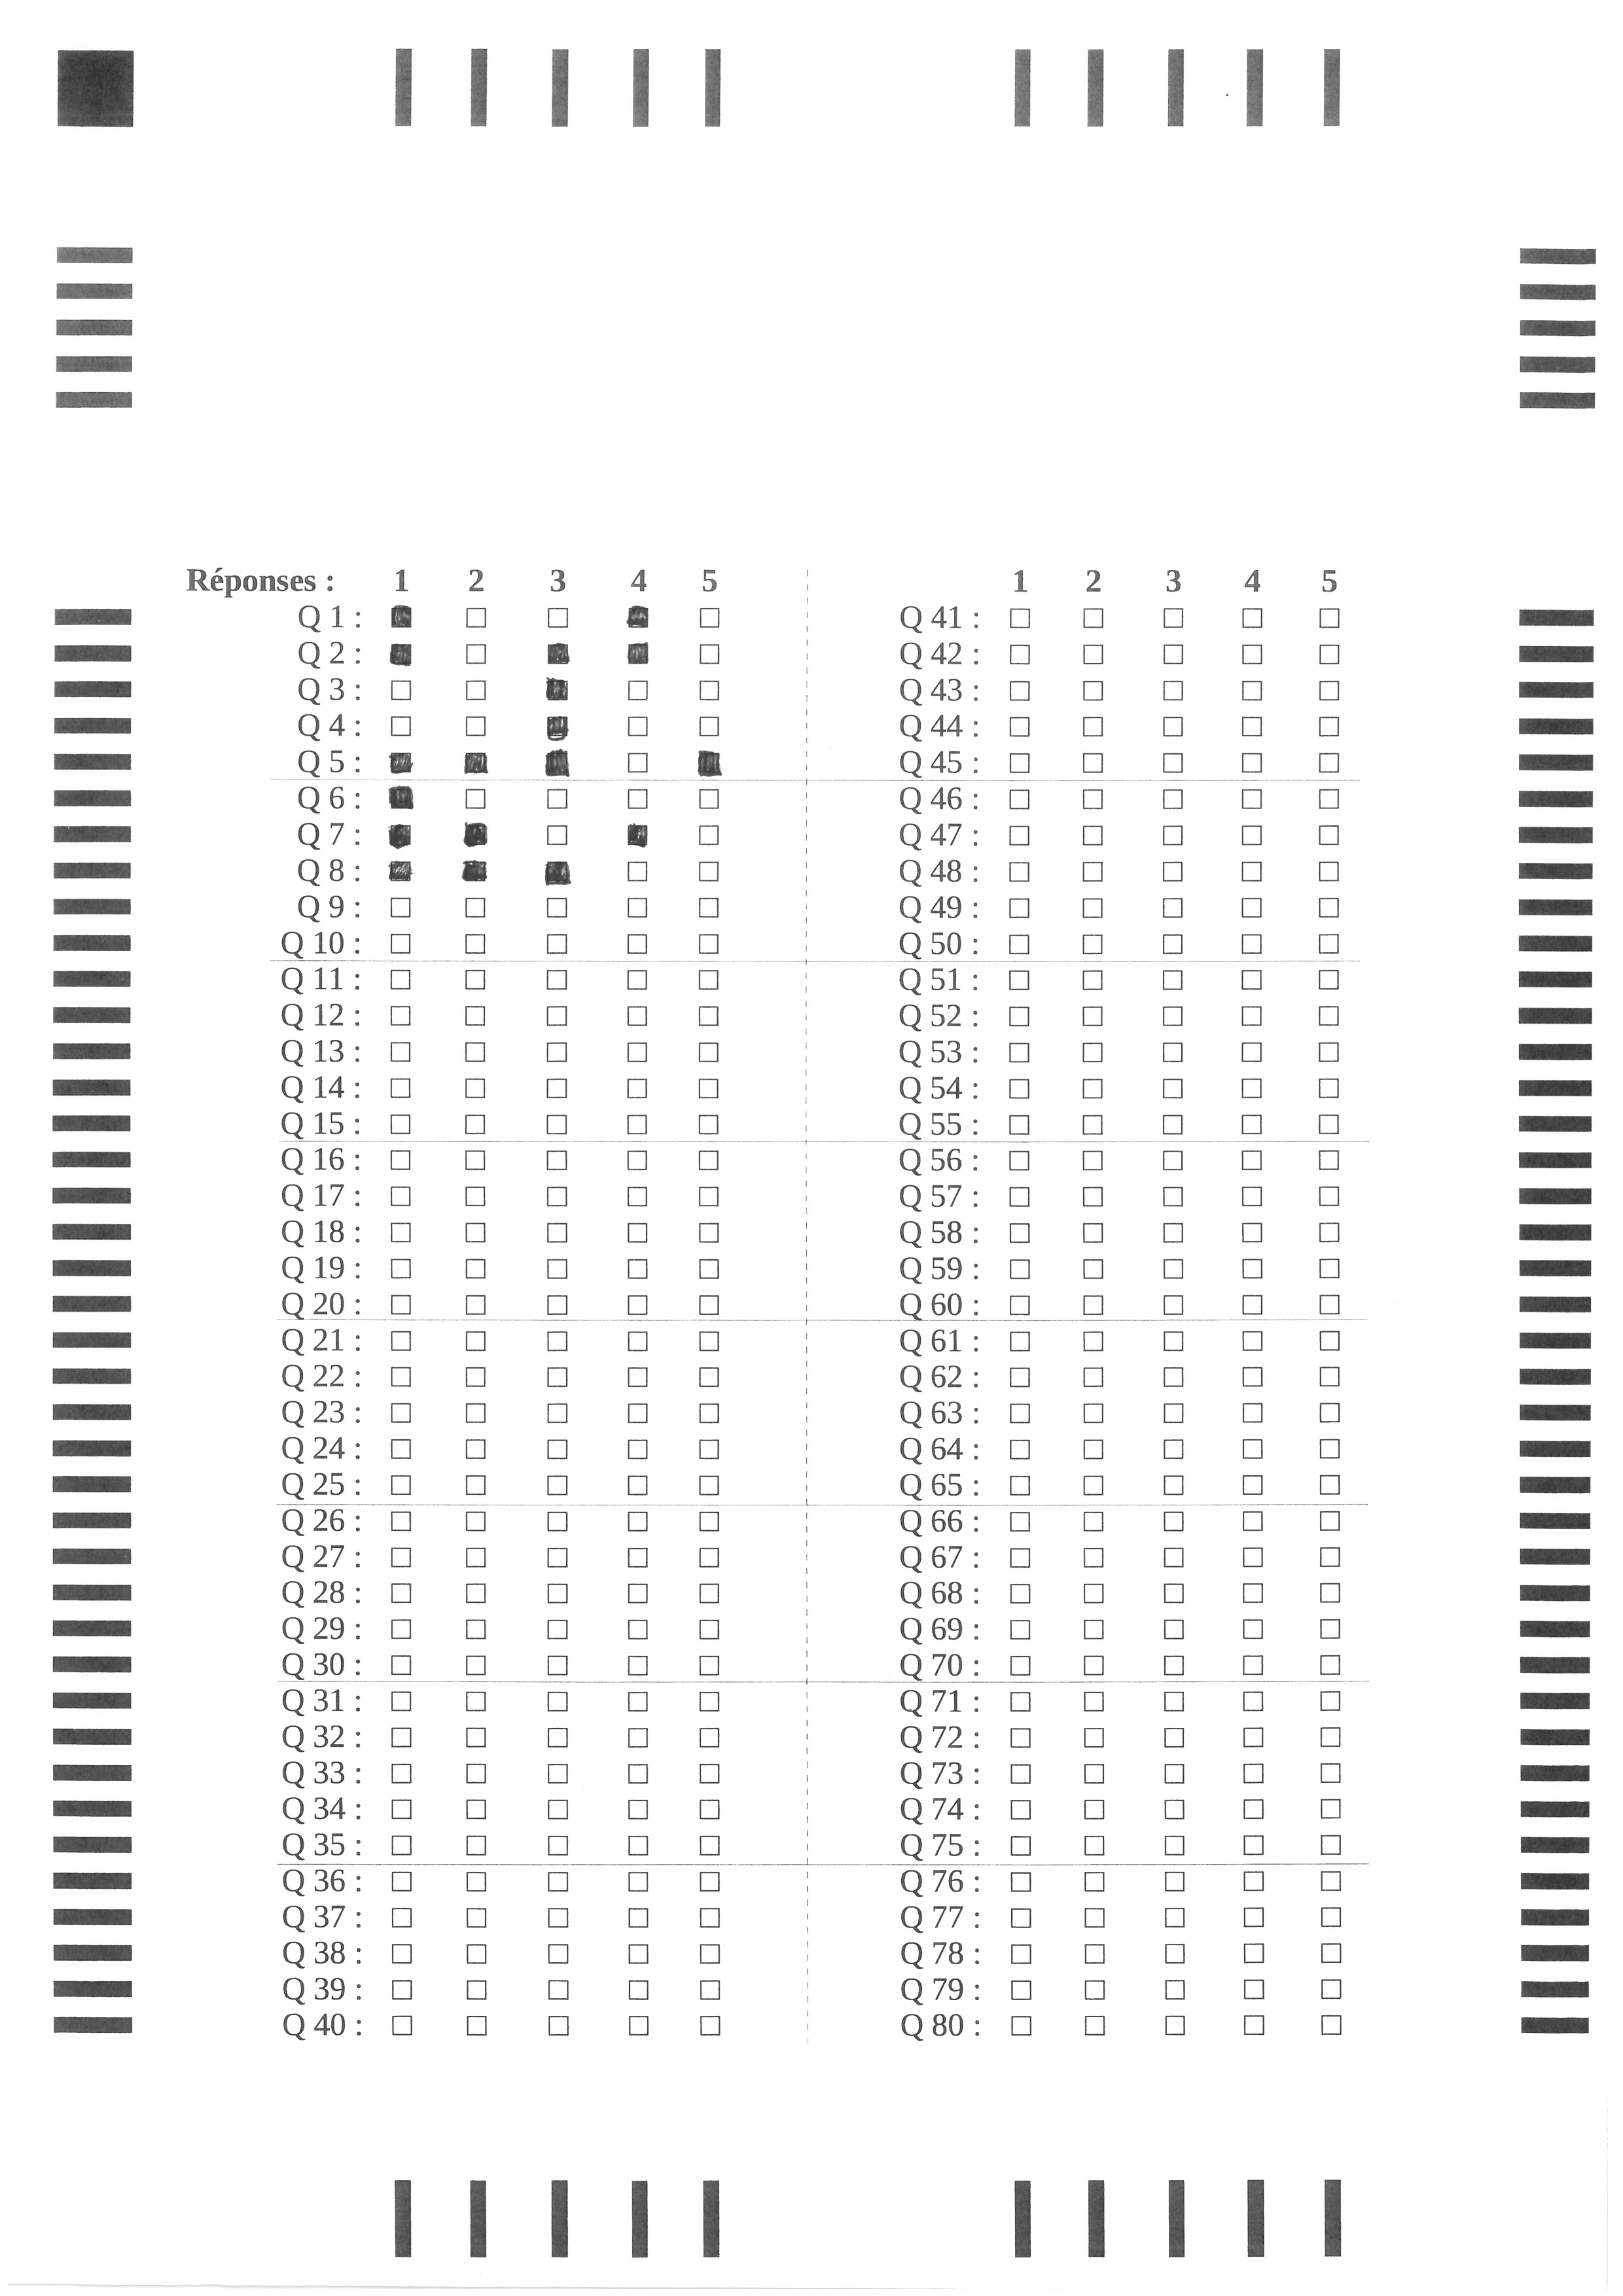 Réponses : 1 2 3 4 5 1 2 3 4 5
Q 1 : Q 41 :
Q 2 : Q 42 :
Q 3 : Q 43 :
Q 4 : Q 44 :
Q 5 : Q 45 :
Q 6 : Q 46 :
Q 7 : Q 47 :
Q 8 : Q 48 :
Q 9 : Q 49 :
Q 10 : Q 50 :
Q 11 : Q 51 :
Q 12 : Q 52 :
Q 13 : Q 53 :
Q 14 : Q 54 :
Q 15 : Q 55 :
Q 16 : Q 56 :
Q 17 : Q 57 :
Q 18 : Q 58 :
Q 19 : Q 59 :
Q 20 : Q 60 :
Q 21 : Q 61 :
Q 22 : Q 62 :
Q 23 : Q 63 :
Q 24 : Q 64 :
Q 25 : Q 65 :
Q 26 : Q 66 :
Q 27 : Q 67 :
Q 28 : Q 68 :
Q 29 : Q 69 :
Q 30 : Q 70 :
Q 31 : Q 71 :
Q 32 : Q 72 :
Q 33 : Q 73 :
Q 34 : Q 74 :
Q 35 : Q 75 :
Q 36 : Q 76 :
Q 37 : Q 77 :
Q 38 : Q 78 :
Q 39 : Q 79 :
Q 40 : Q 80 :